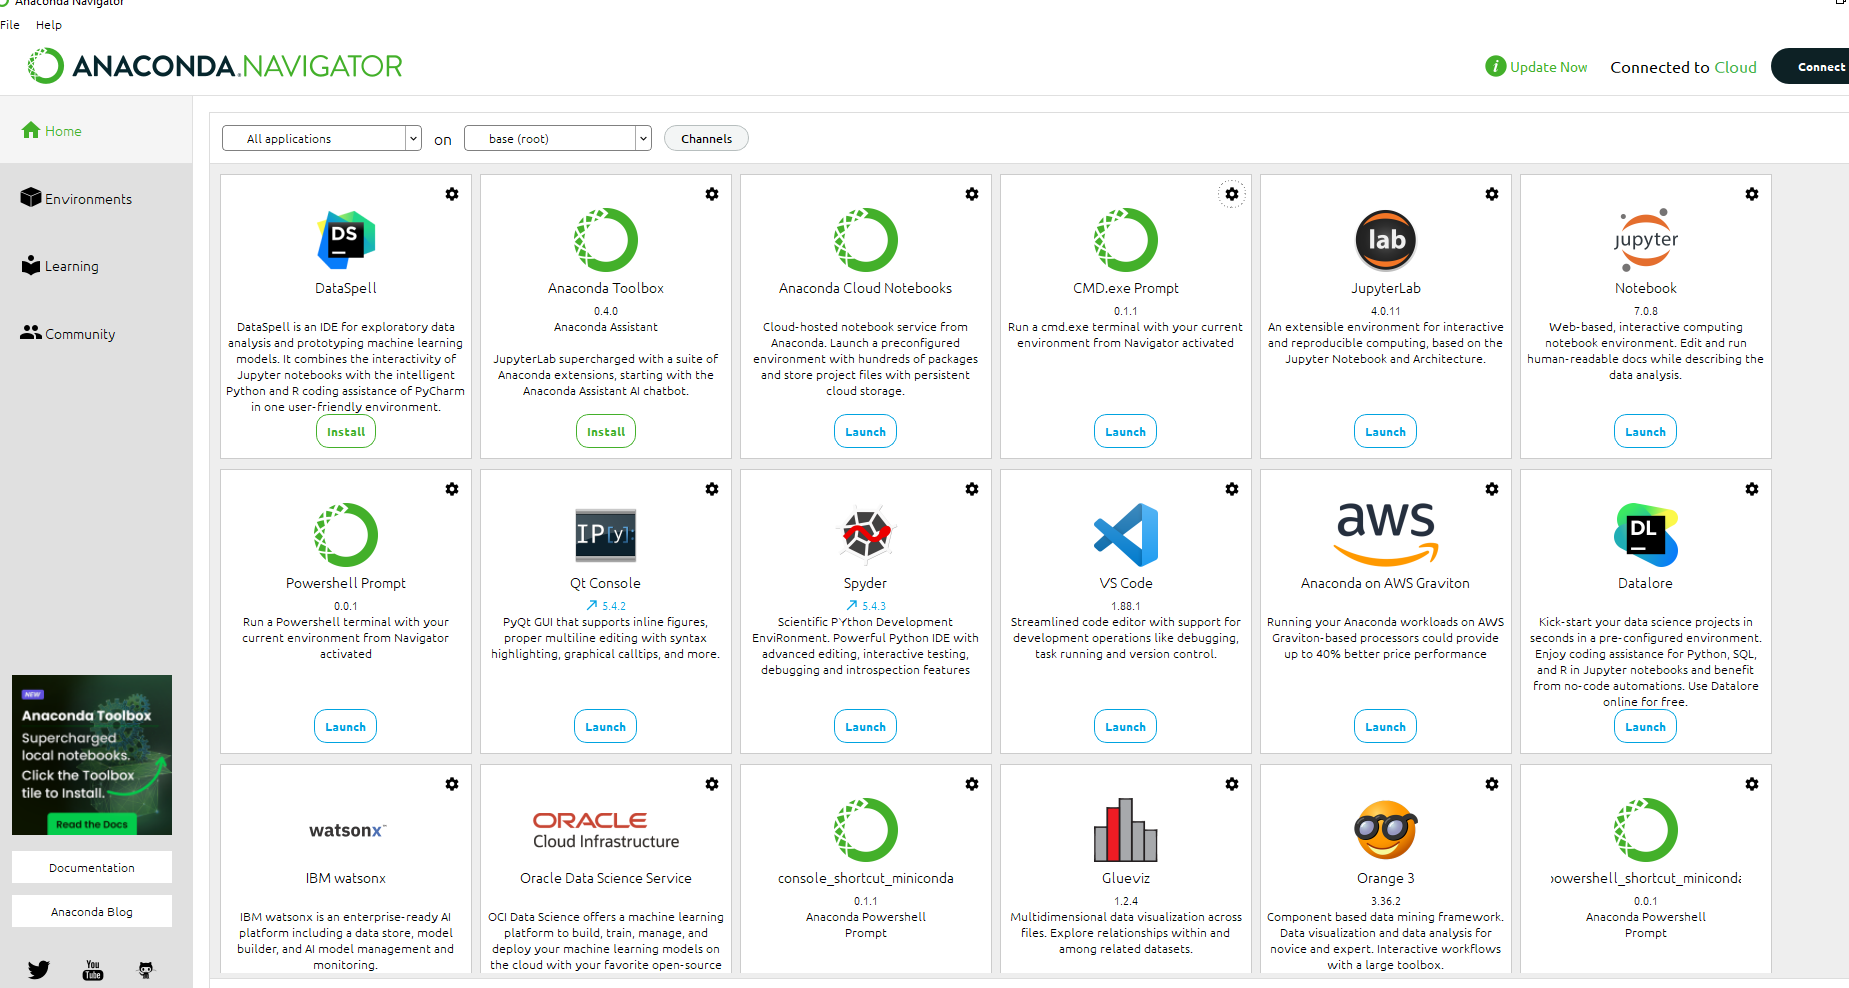 Anaconda Navigator
File Help
ANACONDA.NAVIGATOR
i Update Now Connected to Cloud Connect
Home
Environments
Learning
Community
NEW
Anaconda Toolbox
Supercharged
local notebooks.
Click the Toolbox
tile to Install.
Read the Docs
Documentation
Anaconda Blog
You
Tube
All applications on base (root) Channels
DS
DataSpell
DataSpell is an IDE for exploratory data
analysis and prototyping machine learning
models. It combines the interactivity of
Jupyter notebooks with the intelligent
Python and R coding assistance of PyCharm
in one user-friendly environment.
Install
Anaconda Toolbox
0.4.0
Anaconda Assistant
JupyterLab supercharged with a suite of
Anaconda extensions, starting with the
Anaconda Assistant AI chatbot.
Install
Anaconda Cloud Notebooks
Cloud-hosted notebook service from
Anaconda. Launch a preconfigured
environment with hundreds of packages
and store project files with persistent
cloud storage.
Launch
CMD.exe Prompt
0.1.1
Run a cmd.exe terminal with your current
environment from Navigator activated
Launch
lab
JupyterLab
4.0.11
An extensible environment for interactive
and reproducible computing, based on the
Jupyter Notebook and Architecture.
Launch
jupyter
Notebook
7.0.8
Web-based, interactive computing
notebook environment. Edit and run
human-readable docs while describing the
data analysis.
Launch
Powershell Prompt
0.0.1
Run a Powershell terminal with your
current environment from Navigator
activated
Launch
IP[y]:
Qt Console
5.4.2
PyQt GUI that supports inline figures,
proper multiline editing with syntax
highlighting, graphical calltips, and more.
Launch
Spyder
5.4.3
Scientific PYthon Development
EnviRonment. Powerful Python IDE with
advanced editing, interactive testing,
debugging and introspection features
Launch
VS Code
1.88.1
Streamlined code editor with support for
development operations like debugging,
task running and version control.
Launch
aws
Anaconda on AWS Graviton
Running your Anaconda workloads on AWS
Graviton-based processors could provide
up to 40% better price performance
Launch
DL
Datalore
Kick-start your data science projects in
seconds in a pre-configured environment.
Enjoy coding assistance for Python, SQL,
and R in Jupyter notebooks and benefit
from no-code automations. Use Datalore
online for free.
Launch
watsonx™
IBM watsonx
IBM watsonx is an enterprise-ready AI
platform including a data store, model
builder, and AI model management and
monitoring.
ORACLE
Cloud Infrastructure
Oracle Data Science Service
OCI Data Science offers a machine learning
platform to build, train, manage, and
deploy your machine learning models on
the cloud with your favorite open-source
console_shortcut_miniconda
0.1.1
Anaconda Powershell
Prompt
Glueviz
1.2.4
Multidimensional data visualization across
files. Explore relationships within and
among related datasets.
Orange 3
3.36.2
Component based data mining framework.
Data visualization and data analysis for
novice and expert. Interactive workflows
with a large toolbox.
powershell_shortcut_miniconda
0.0.1
Anaconda Powershell
Prompt